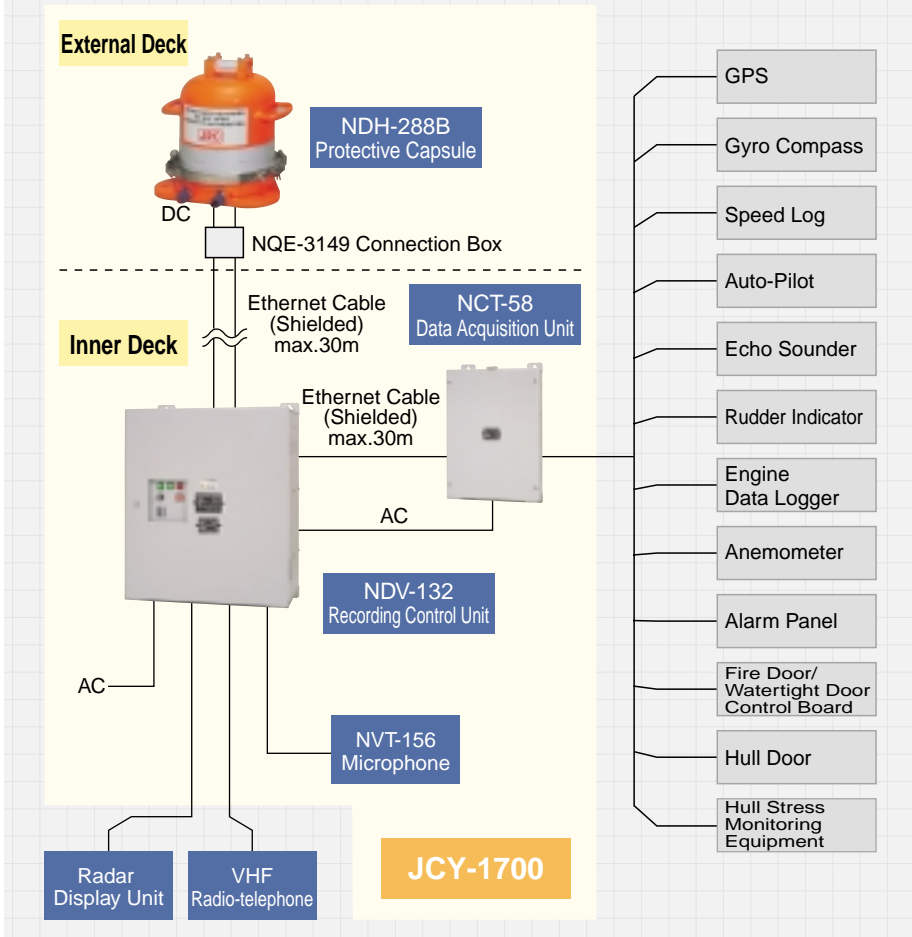 External Deck
NDH-288B
Protective Capsule
JRC
DC
NQE-3149 Connection Box
Ethernet Cable
(Shielded)
max.30m
NCT-58
Data Acquisition Unit
Inner Deck
Ethernet Cable
(Shielded)
max.30m
AC
NDV-132
Recording Control Unit
AC
NVT-156
Microphone
Radar
Display Unit
VHF
Radio-telephone
JCY-1700
GPS
Gyro Compass
Speed Log
Auto-Pilot
Echo Sounder
Rudder Indicator
Engine
Data Logger
Anemometer
Alarm Panel
Fire Door/
Watertight Door
Control Board
Hull Door
Hull Stress
Monitoring
Equipment